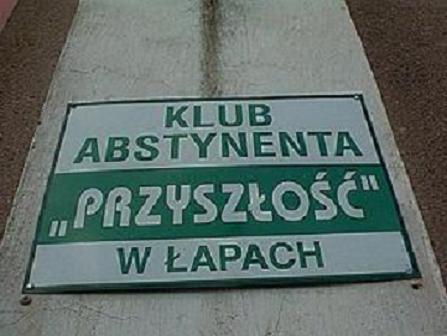 KLUB
ABSTYNENTA
„PRZYSZŁOŚĆ"
W ŁAPACH